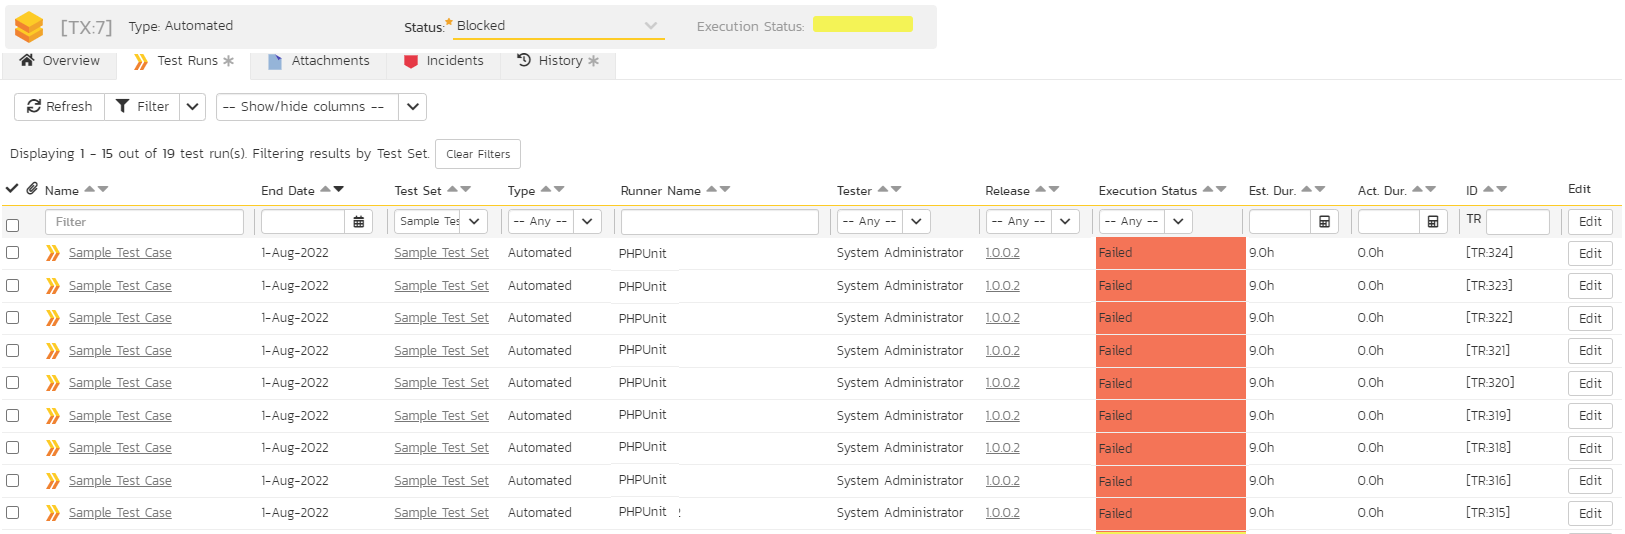 [TX:7] Type: Automated Status: Blocked Execution Status:
Overview Test Runs Attachments Incidents History
Refresh Filter -- Show/hide columns --
Displaying 1 - 15 out of 19 test run(s). Filtering results by Test Set. Clear Filters
Name End Date Test Set Type Runner Name Tester Release Execution Status Est. Dur. Act. Dur. ID Edit
Filter Sample Tes -- Any -- -- Any -- -- Any -- -- Any -- TR Edit
Sample Test Case 1-Aug-2022 Sample Test Set Automated PHPUnit System Administrator 1.0.0.2 Failed 9.0h 0.0h [TR:324] Edit
Sample Test Case 1-Aug-2022 Sample Test Set Automated PHPUnit System Administrator 1.0.0.2 Failed 9.0h 0.0h [TR:323] Edit
Sample Test Case 1-Aug-2022 Sample Test Set Automated PHPUnit System Administrator 1.0.0.2 Failed 9.0h 0.0h [TR:322] Edit
Sample Test Case 1-Aug-2022 Sample Test Set Automated PHPUnit System Administrator 1.0.0.2 Failed 9.0h 0.0h [TR:321] Edit
Sample Test Case 1-Aug-2022 Sample Test Set Automated PHPUnit System Administrator 1.0.0.2 Failed 9.0h 0.0h [TR:320] Edit
Sample Test Case 1-Aug-2022 Sample Test Set Automated PHPUnit System Administrator 1.0.0.2 Failed 9.0h 0.0h [TR:319] Edit
Sample Test Case 1-Aug-2022 Sample Test Set Automated PHPUnit System Administrator 1.0.0.2 Failed 9.0h 0.0h [TR:318] Edit
Sample Test Case 1-Aug-2022 Sample Test Set Automated PHPUnit System Administrator 1.0.0.2 Failed 9.0h 0.0h [TR:316] Edit
Sample Test Case 1-Aug-2022 Sample Test Set Automated PHPUnit System Administrator 1.0.0.2 Failed 9.0h 0.0h [TR:315] Edit